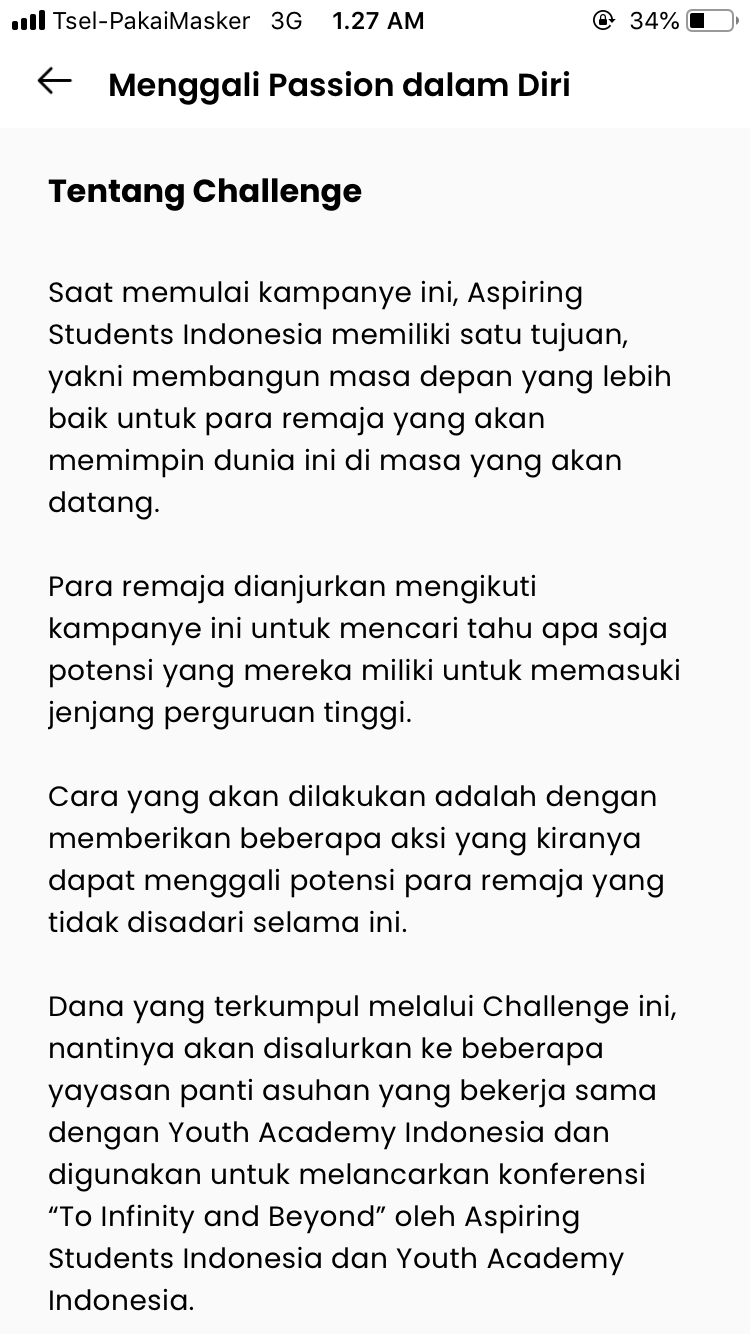 Tsel-PakaiMasker 3G 1.27 AM 34%
Menggali Passion dalam Diri
Tentang Challenge
Saat memulai kampanye ini, Aspiring
Students Indonesia memiliki satu tujuan,
yakni membangun masa depan yang lebih
baik untuk para remaja yang akan
memimpin dunia ini di masa yang akan
datang.
Para remaja dianjurkan mengikuti
kampanye ini untuk mencari tahu apa saja
potensi yang mereka miliki untuk memasuki
jenjang perguruan tinggi.
Cara yang akan dilakukan adalah dengan
memberikan beberapa aksi yang kiranya
dapat menggali potensi para remaja yang
tidak disadari selama ini.
Dana yang terkumpul melalui Challenge ini,
nantinya akan disalurkan ke beberapa
yayasan panti asuhan yang bekerja sama
dengan Youth Academy Indonesia dan
digunakan untuk melancarkan konferensi
“To Infinity and Beyond” oleh Aspiring
Students Indonesia dan Youth Academy
Indonesia.